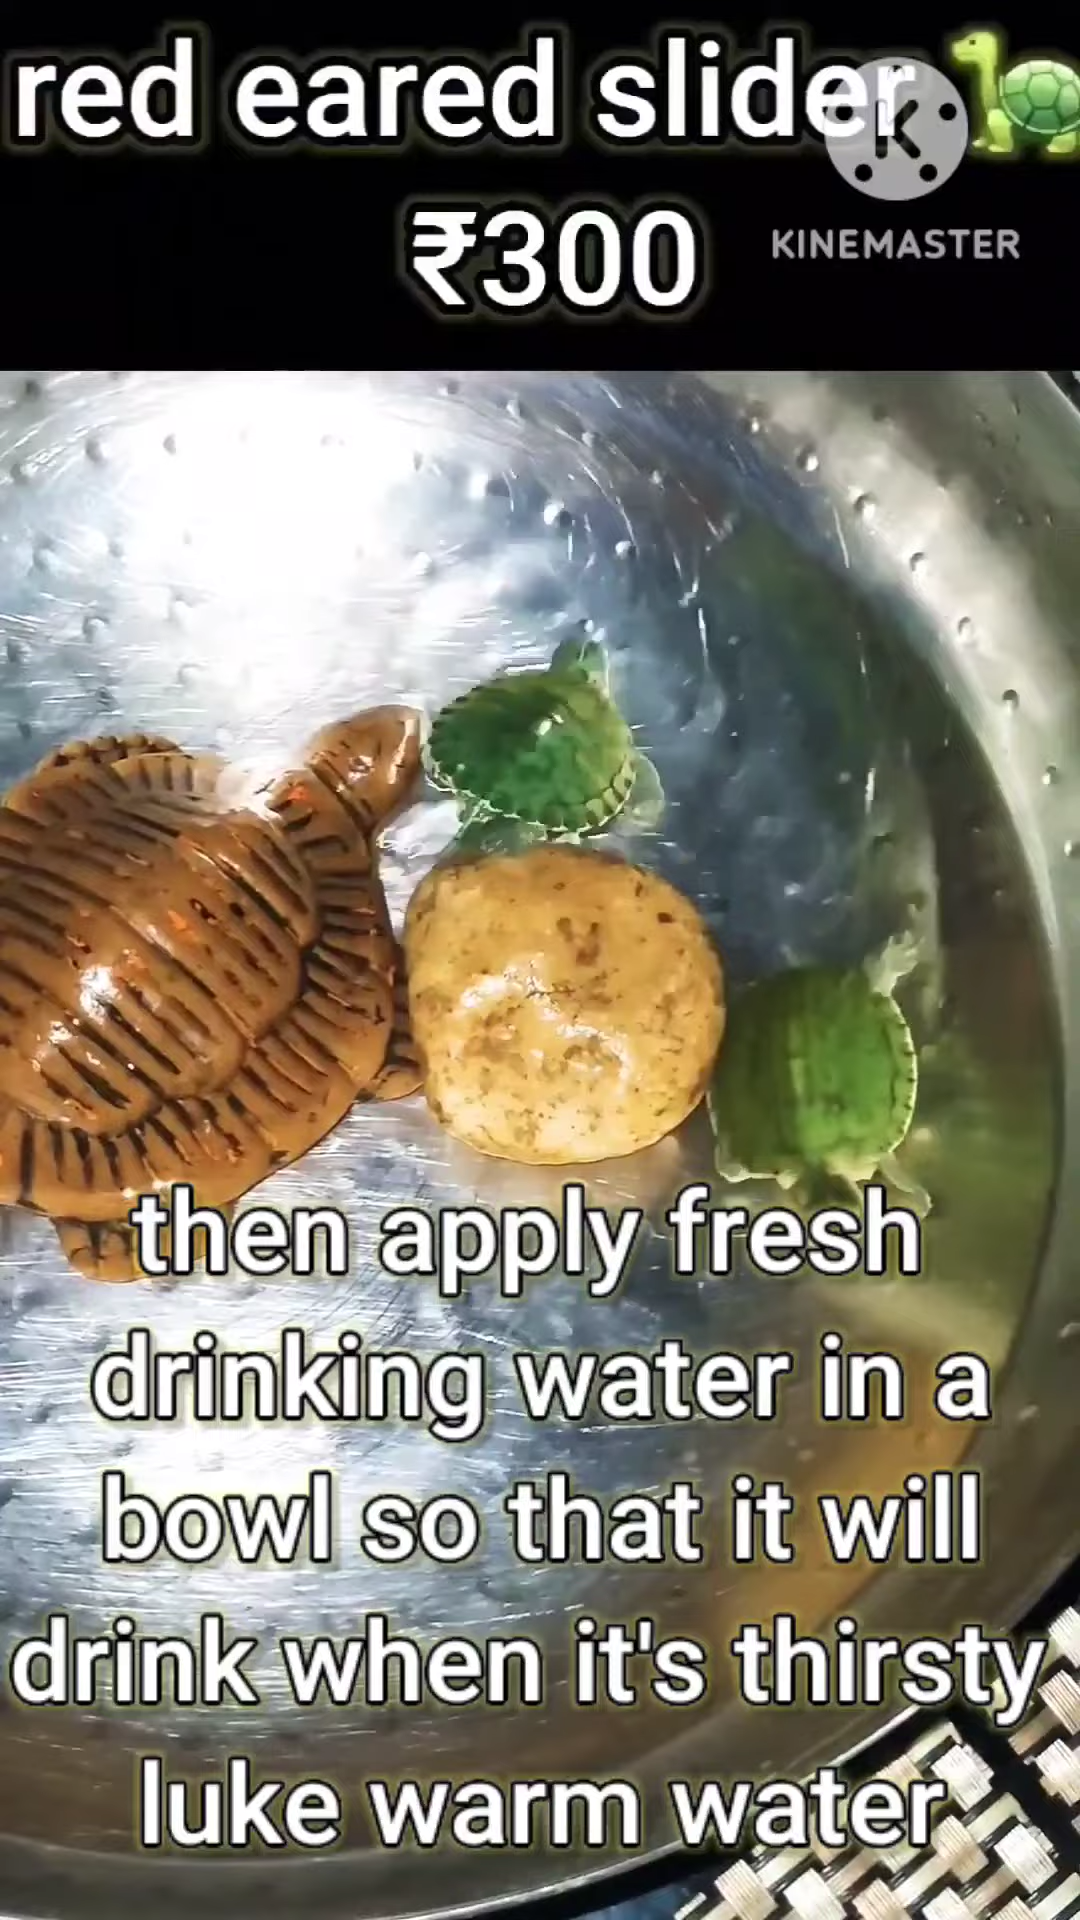 red eared slider
₹300
KINEMASTER
then apply fresh
drinking water in a
bowl so that it will
drink when it's thirsty
luke warm water